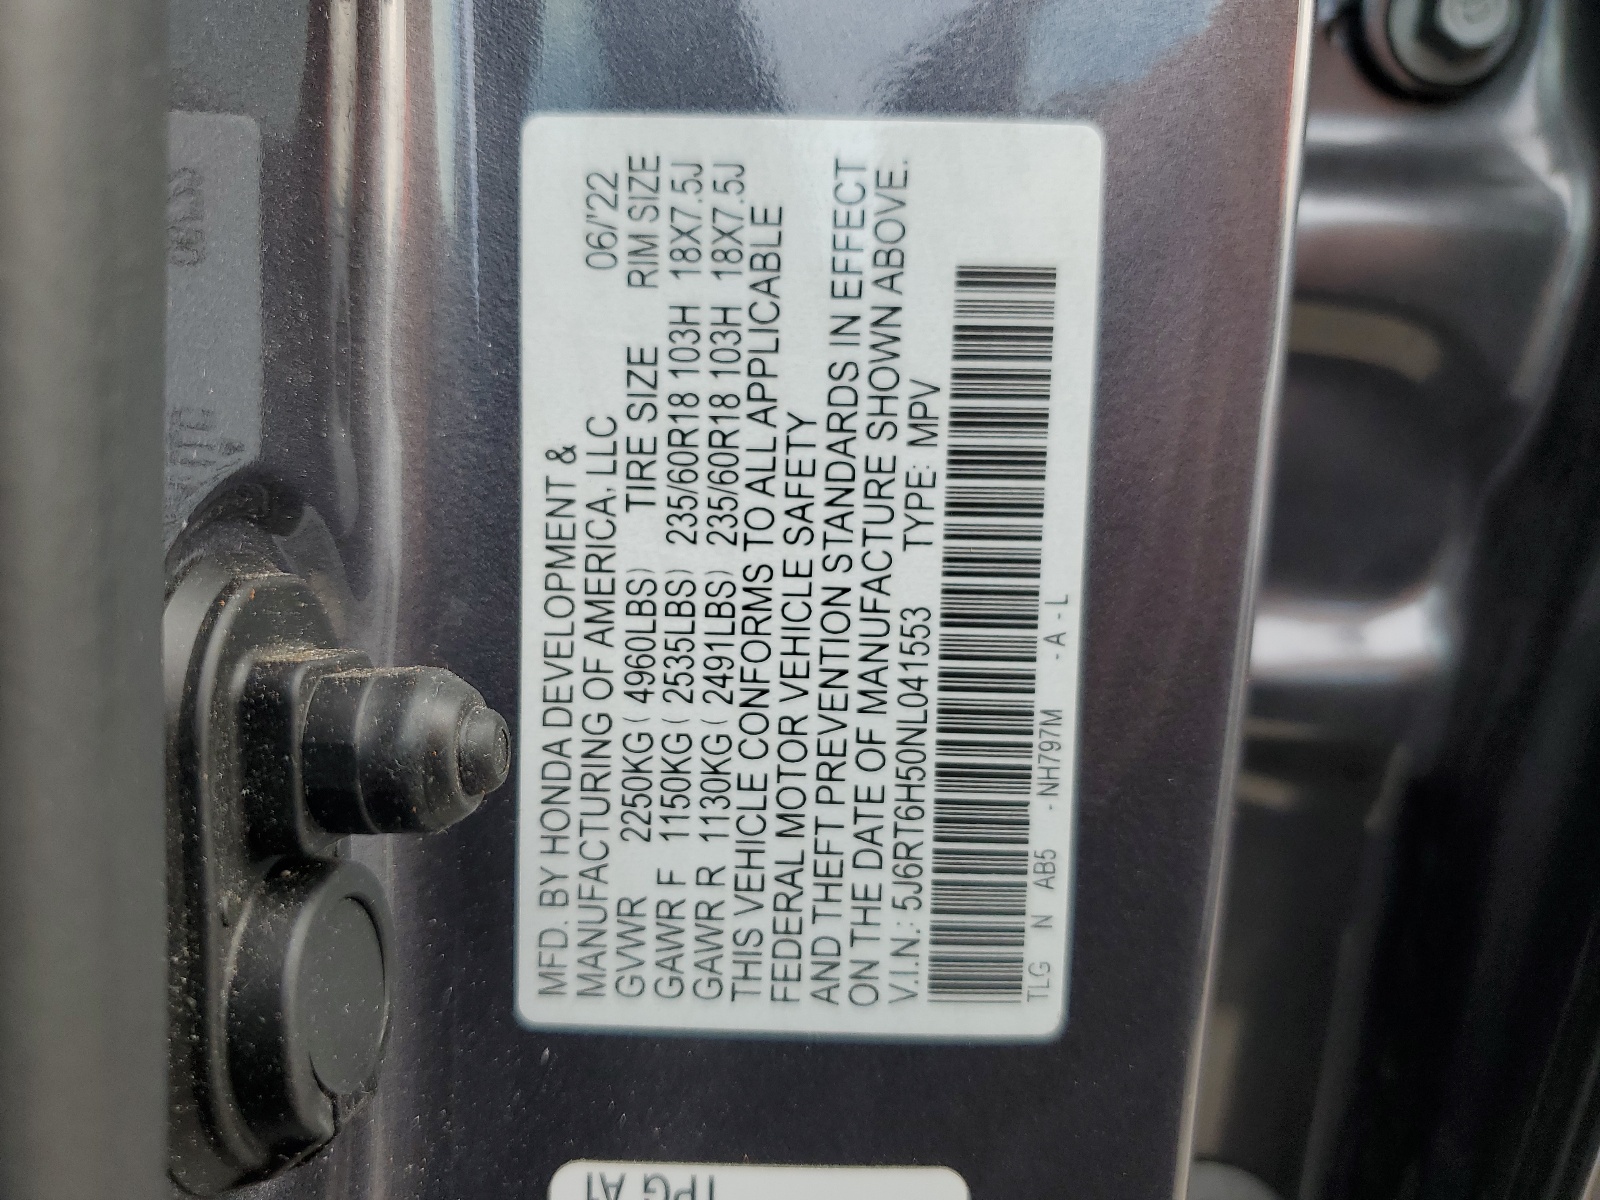 MFD. BY HONDA DEVELOPMENT &
MANUFACTURING OF AMERICA, LLC 06/'22
GVWR 2250KG ( 4960LBS) TIRE SIZE RIM SIZE
GAWR F 1150KG ( 2535LBS) 235/60R18 103H 18X7.5J
GAWR R 1130KG ( 2491LBS) 235/60R18 103H 18X7.5J
THIS VEHICLE CONFORMS TO ALL APPLICABLE
FEDERAL MOTOR VEHICLE SAFETY
AND THEFT PREVENTION STANDARDS IN EFFECT
ON THE DATE OF MANUFACTURE SHOWN ABOVE.
V.I.N.: 5J6RT6H50NL041553 TYPE: MPV
TLG N AB5 - NH797M - A - L